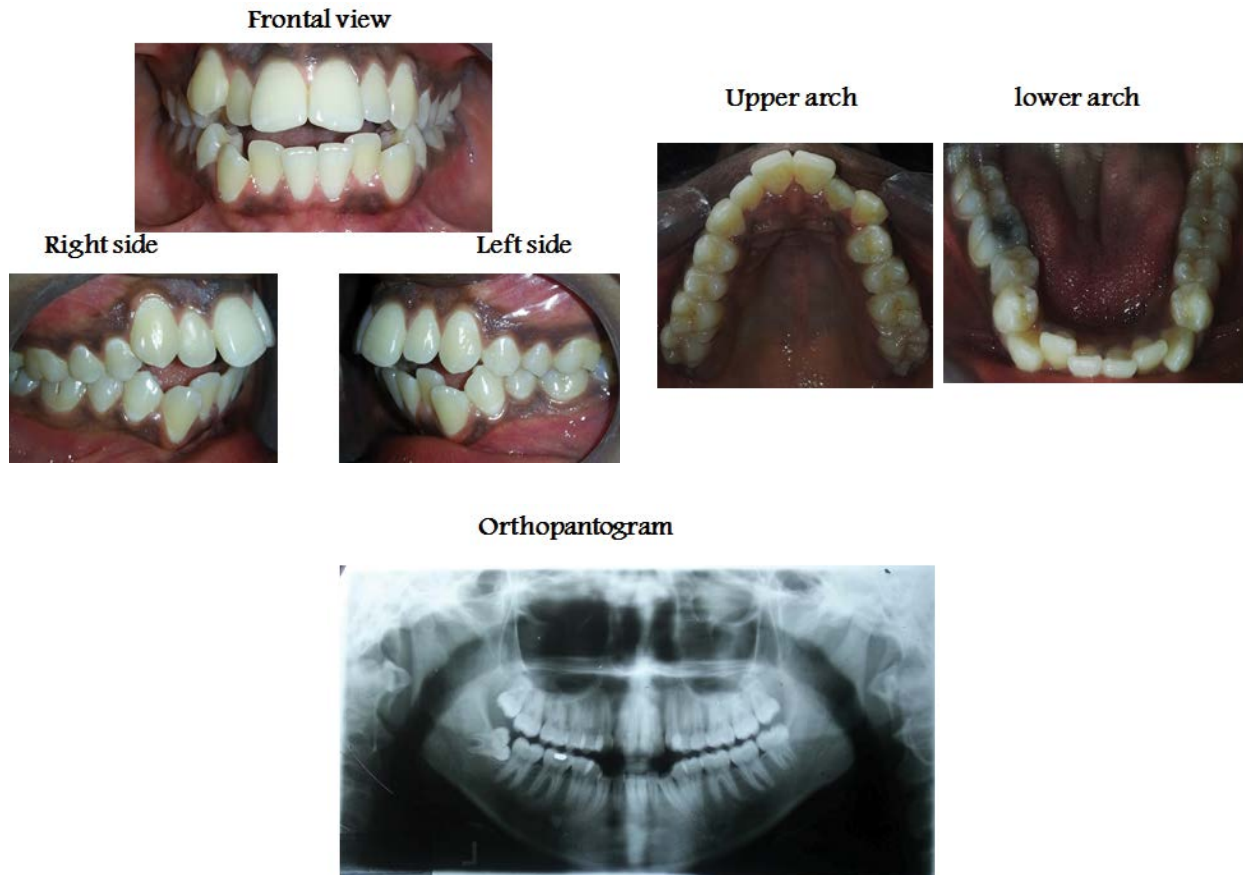 Frontal view
Upper arch
lower arch
Right side
Left side
Orthopantogram